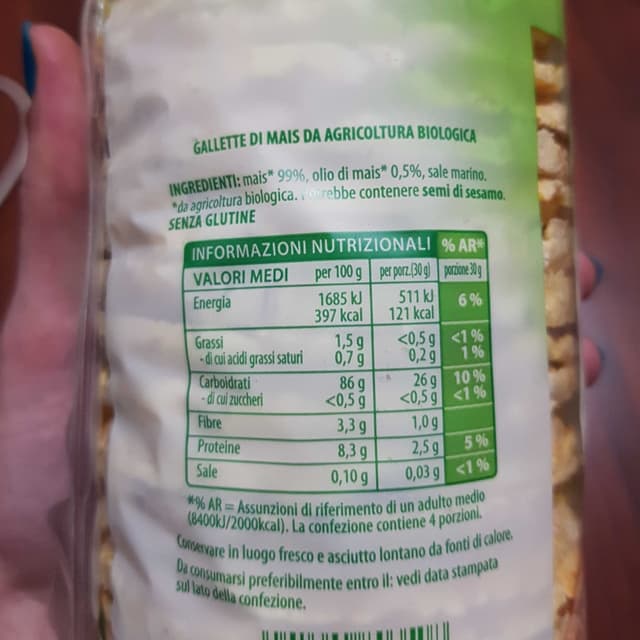 GALLETTE DI MAIS DA AGRICOLTURA BIOLOGICA
INGREDIENTI: mais* 99%, olio di mais* 0,5%, sale marino.
*da agricoltura biologica. contenere semi di sesamo.
SENZA GLUTINE
INFORMAZIONI NUTRIZIONALI % AR*
VALORI MEDI per 100 g per porz.(30 g) porzione 30 g
Energia 1685 kJ 511 kJ 6 %
397 kcal 121 kcal
Grassi 1,5 g <0,5 g <1 %
- di cui acidi grassi saturi 0,7 g 0,2 g 1 %
Carboidrati 86 g 26 g 10 %
- di cui zuccheri <0,5 g <0,5 g <1 %
Fibre 3,3 g 1,0 g
Proteine 8,3 g 2,5 g 5 %
Sale 0,10 g 0,03 g <1 %
*% AR = Assunzioni di riferimento di un adulto medio
(8400kJ/2000kcal). La confezione contiene 4 porzioni.
Conservare in luogo fresco e asciutto lontano da fonti di calore.
Da consumarsi preferibilmente entro il: vedi data stampata
sul lato della confezione.